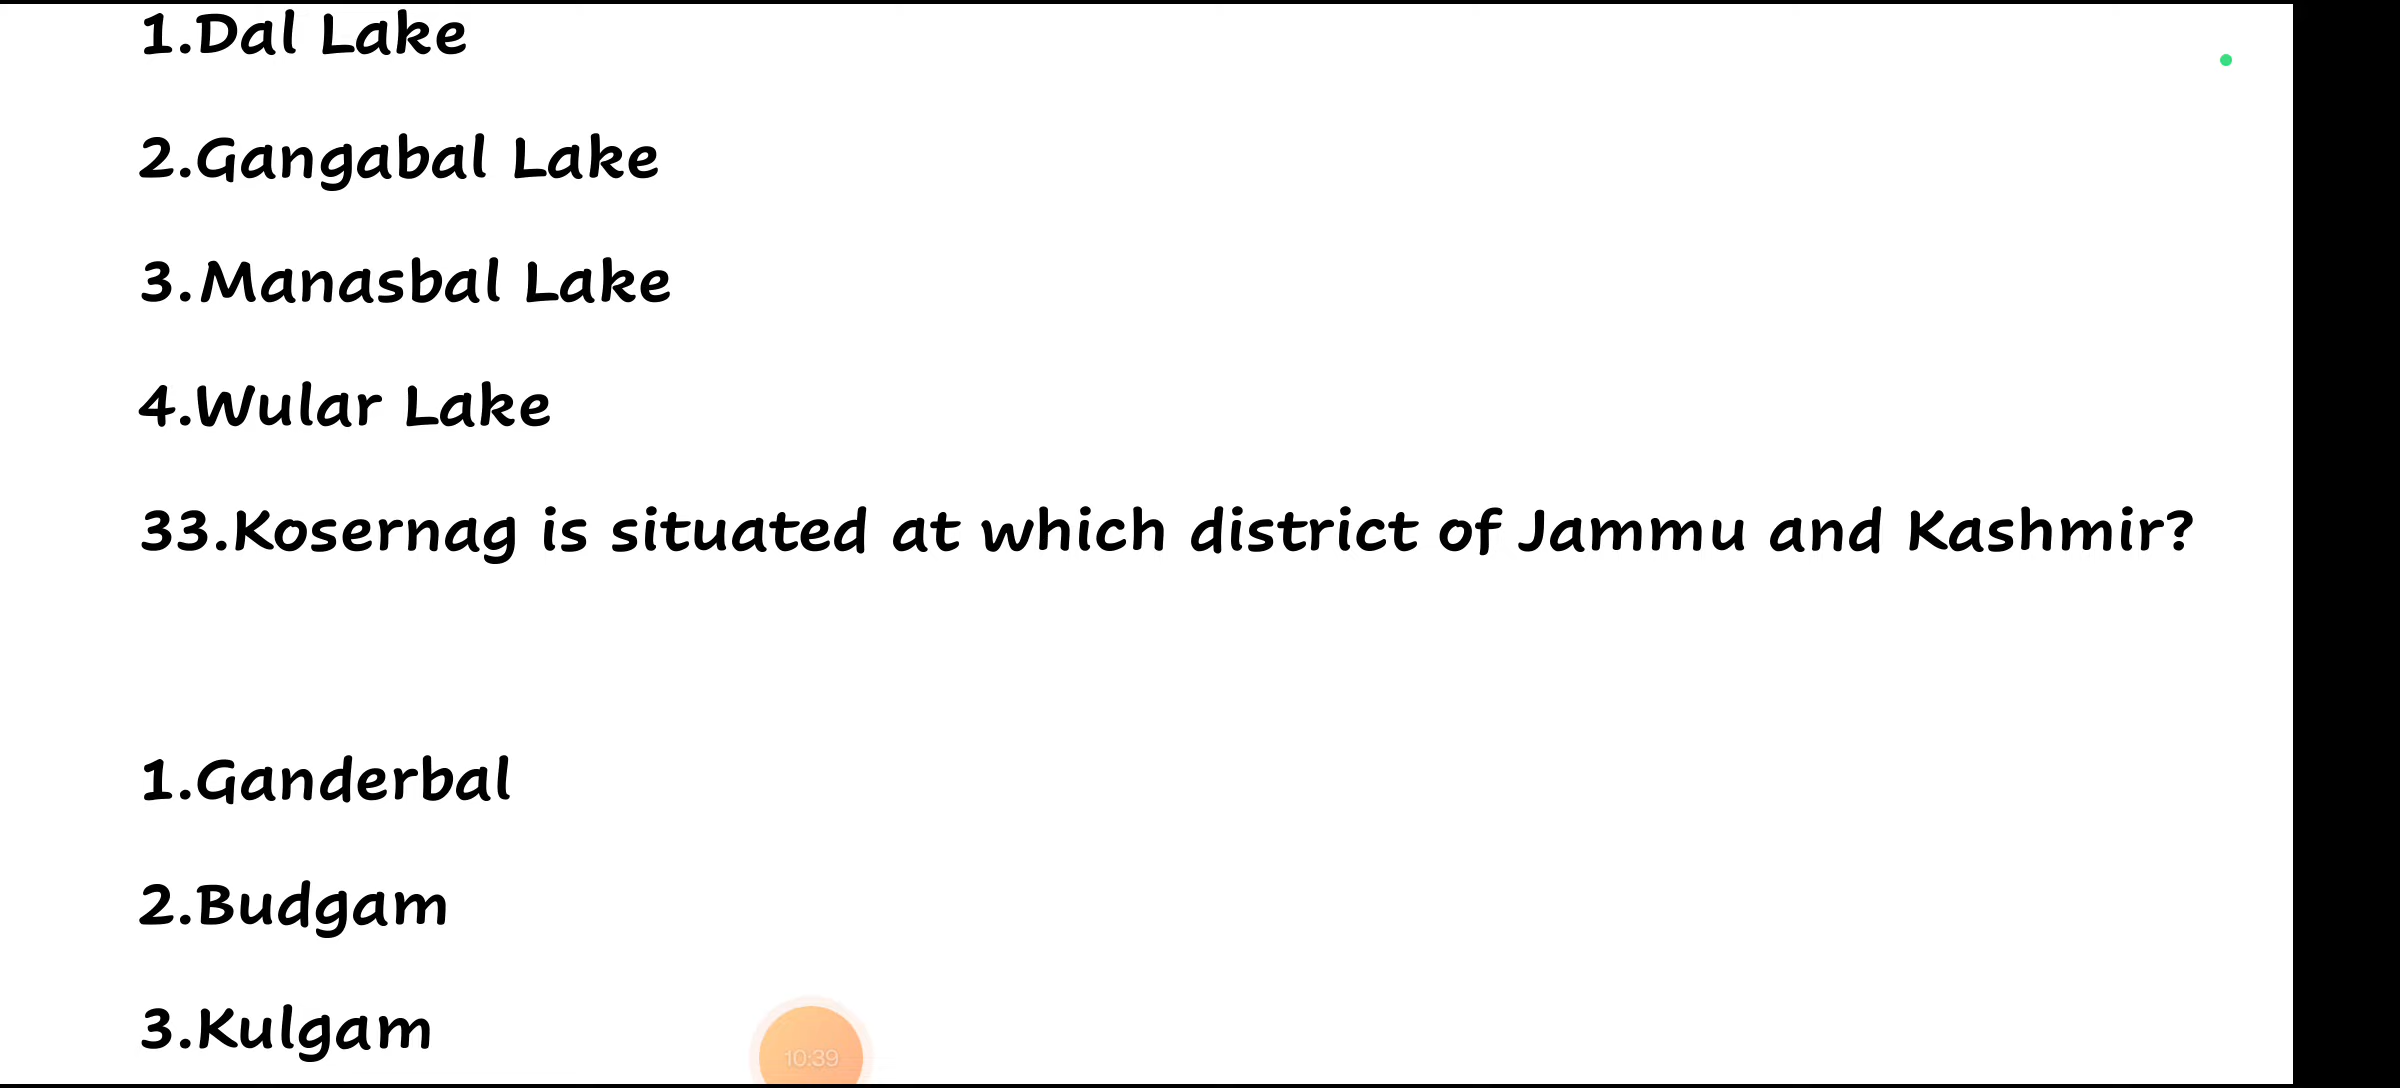 1.Dal Lake
2.Gangabal Lake
3.Manasbal Lake
4.Wular Lake
33.Kosernag is situated at which district of Jammu and Kashmir?
1.Ganderbal
2.Budgam
3.Kulgam
10:39